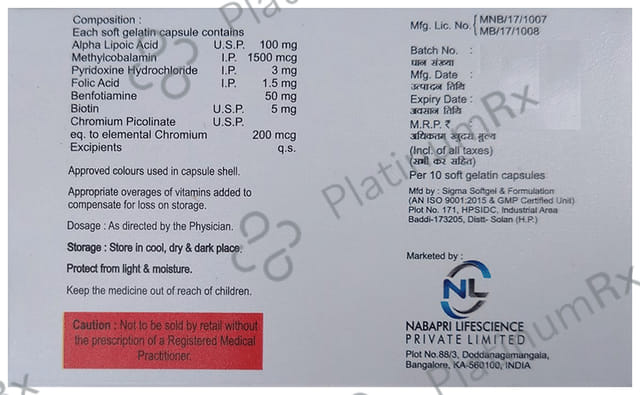 Composition :
Each soft gelatin capsule contains
Alpha Lipoic Acid U.S.P. 100 mg
Methylcobalamin I.P. 1500 mcg
Pyridoxine Hydrochloride I.P. 3 mg
Folic Acid I.P. 1.5 mg
Benfotiamine 50 mg
Biotin U.S.P. 5 mg
Chromium Picolinate U.S.P.
eq. to elemental Chromium 200 mcg
Excipients q.s.
Approved colours used in capsule shell.
Appropriate overages of vitamins added to
compensate for loss on storage.
Dosage : As directed by the Physician.
Storage : Store in cool, dry & dark place.
Protect from light & moisture.
Keep the medicine out of reach of children.
Caution : Not to be sold by retail without
the prescription of a Registered Medical
Practitioner.
Mfg. Lic. No. { MNB/17/1007
MB/17/1008
Batch No. :
घान संख्या
Mfg. Date :
उत्पादन तिथि
Expiry Date :
अवसान तिथि
M.R.P. ₹
अधिकतम खुदरा मुल्य
(Incl. of all taxes)
(सभी कर सहित)
Per 10 soft gelatin capsules
Mfd by : Sigma Softgel & Formulation
(AN ISO 9001:2015 & GMP Certified Unit)
Plot No. 171, HPSIDC, Industrial Area
Baddi-173205, Distt- Solan (H.P.)
Marketed by :
NL
NABAPRI LIFESCIENCE
PRIVATE LIMITED
Plot No.88/3, Doddanagamangala,
Bangalore, KA-560100, INDIA
PlatinumRx
PlatinumRx
PlatinumRx